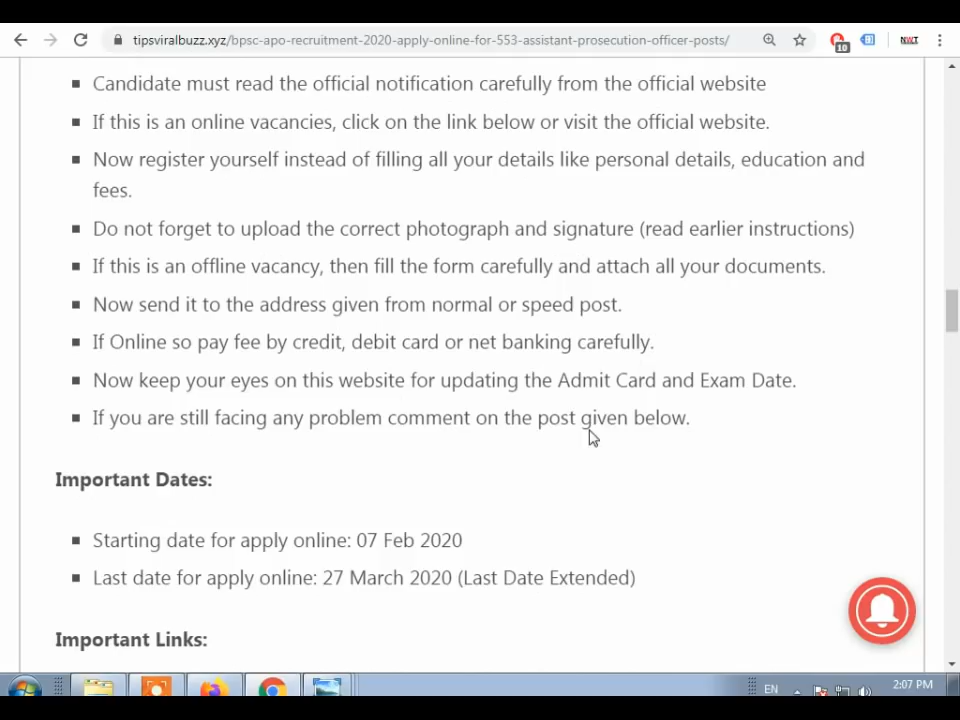 tipsviralbuzz.xyz/bpsc-apo-recruitment-2020-apply-online-for-553-assistant-prosecution-officer-posts/
10
NWT
Candidate must read the official notification carefully from the official website
If this is an online vacancies, click on the link below or visit the official website.
Now register yourself instead of filling all your details like personal details, education and
fees.
Do not forget to upload the correct photograph and signature (read earlier instructions)
If this is an offline vacancy, then fill the form carefully and attach all your documents.
Now send it to the address given from normal or speed post.
If Online so pay fee by credit, debit card or net banking carefully.
Now keep your eyes on this website for updating the Admit Card and Exam Date.
If you are still facing any problem comment on the post given below.
Important Dates:
Starting date for apply online: 07 Feb 2020
Last date for apply online: 27 March 2020 (Last Date Extended)
Important Links:
EN
2:07 PM